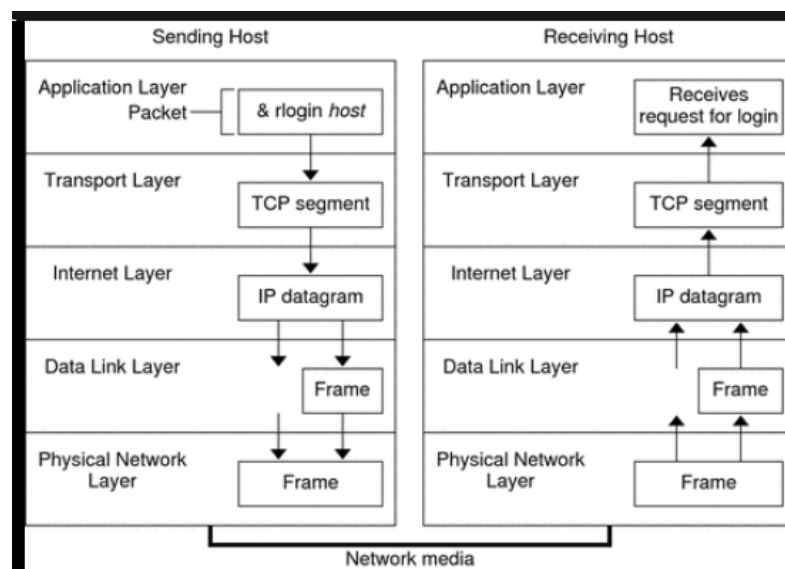 Sending Host
Application Layer
Packet
& rlogin host
Transport Layer
TCP segment
Internet Layer
IP datagram
Data Link Layer
Frame
Physical Network
Layer
Frame
Receiving Host
Application Layer
Receives
request for login
Transport Layer
TCP segment
Internet Layer
IP datagram
Data Link Layer
Frame
Physical Network
Layer
Frame
Network media